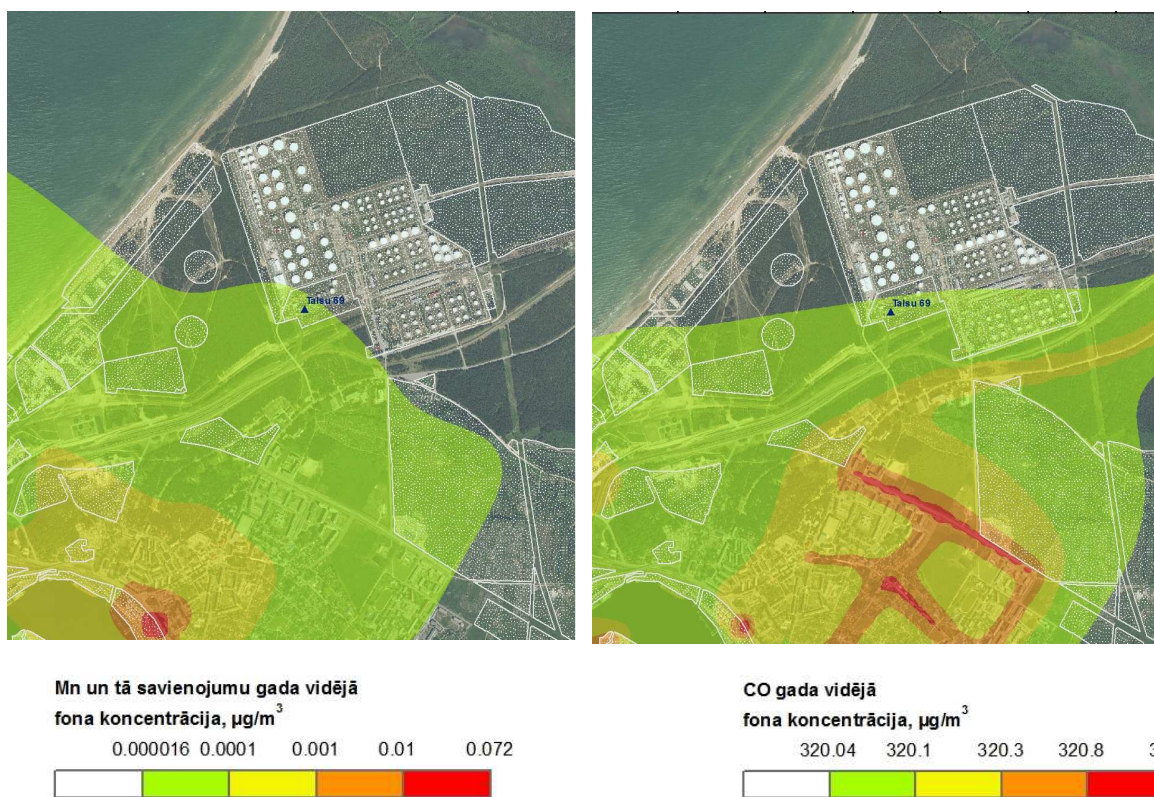 Talsu 69
Talsu 69
Mn un tā savienojumu gada vidējā
fona koncentrācija, µg/m³
0.000016 0.0001 0.001 0.01 0.072
CO gada vidējā
fona koncentrācija, µg/m³
320.04 320.1 320.3 320.8 3